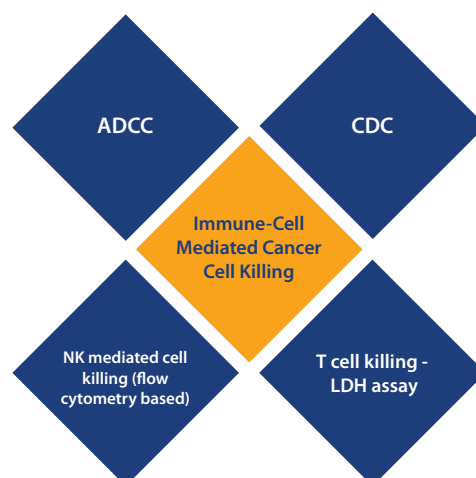 ADCC
CDC
Immune-Cell
Mediated Cancer
Cell Killing
NK mediated cell
killing (flow
cytometry based)
T cell killing -
LDH assay